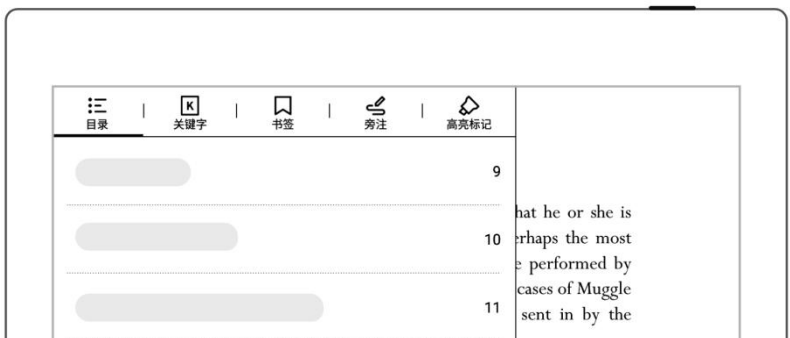 目录
K
关键字
书签
旁注
高亮标记
9
10
11
hat he or she is
rhaps the most
e performed by
cases of Muggle
sent in by the